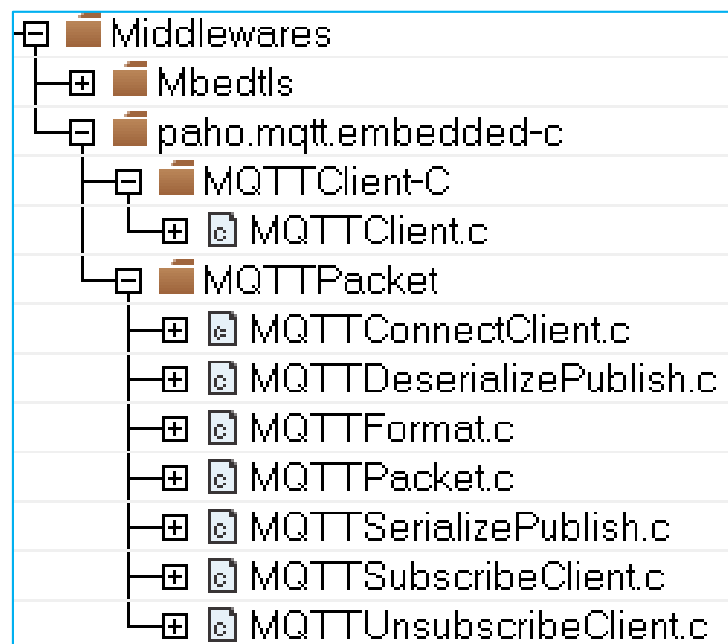 Middlewares
Mbedtls
paho.mqtt.embedded-c
MQTTClient-C
MQTTClient.c
MQTTPacket
MQTTConnectClient.c
MQTTDeserializePublish.c
MQTTFormat.c
MQTTPacket.c
MQTTSerializePublish.c
MQTTSubscribeClient.c
MQTTUnsubscribeClient.c